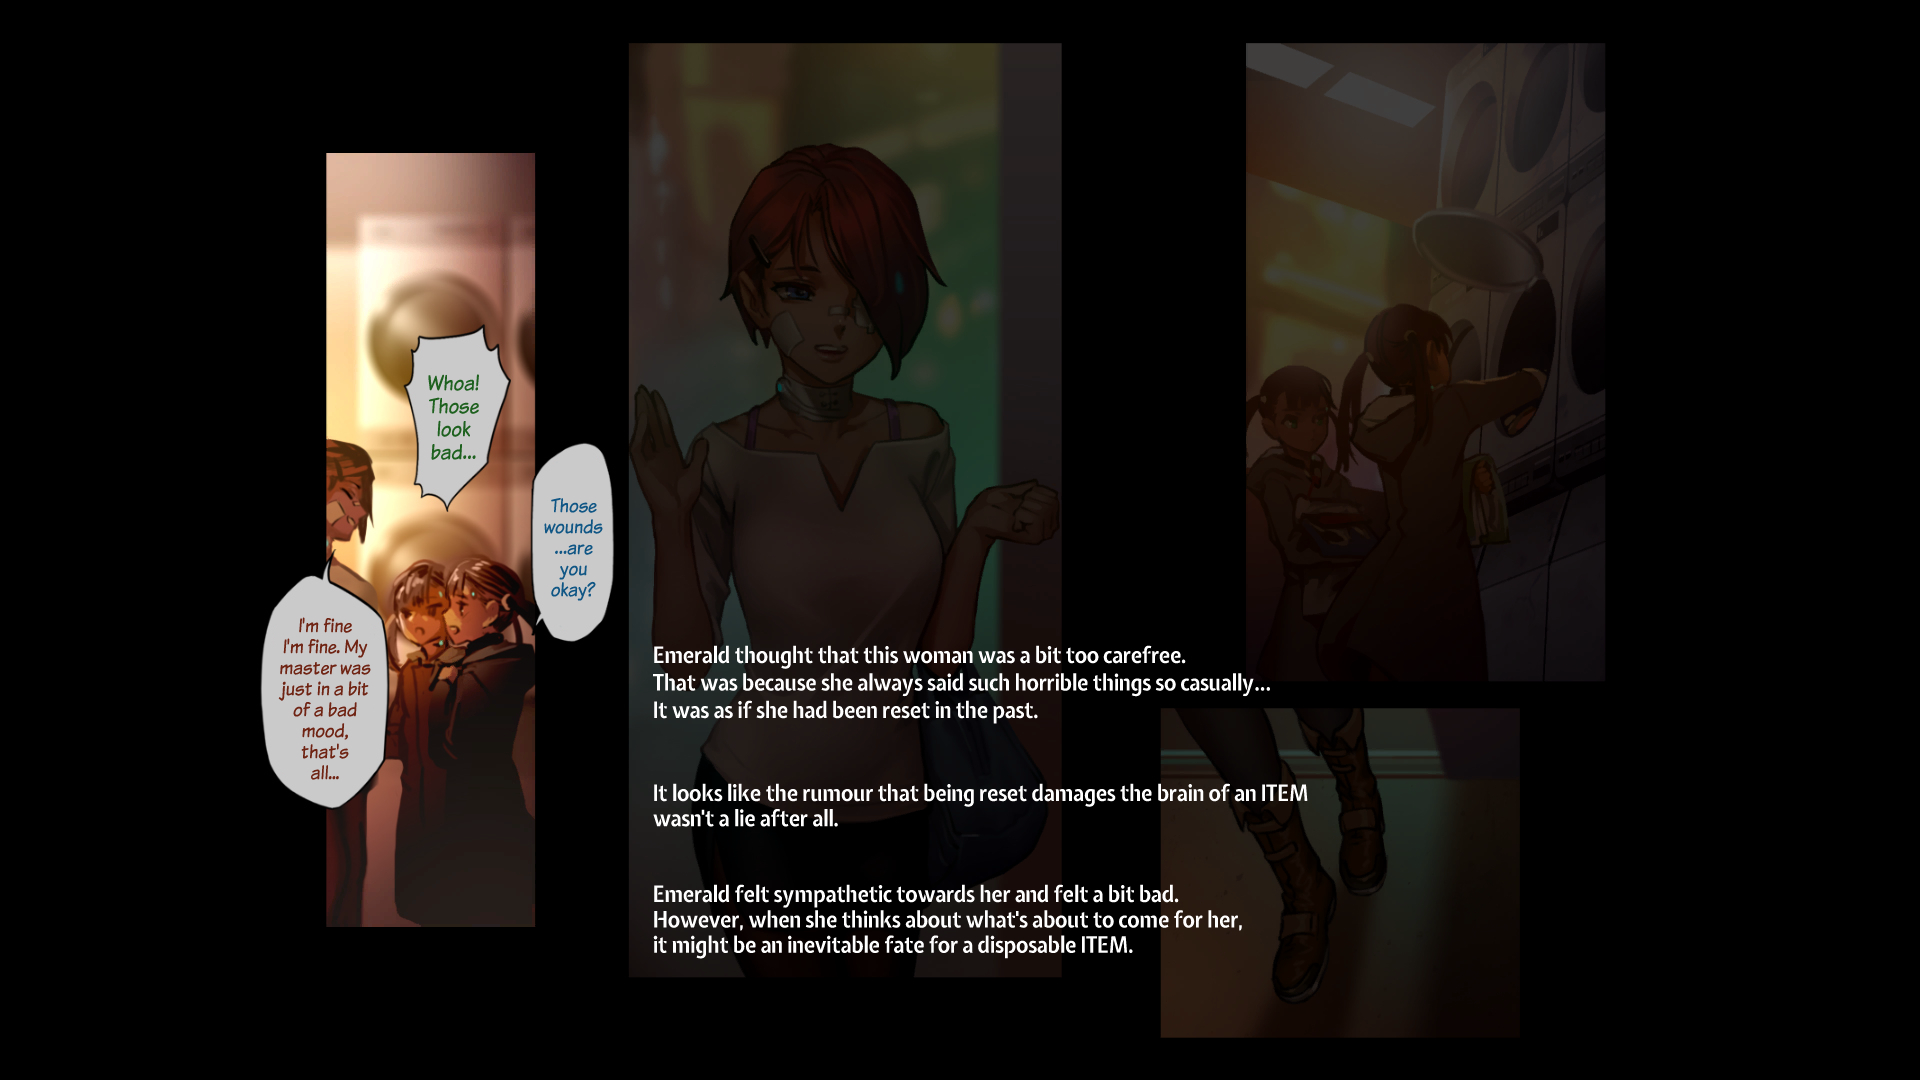 Whoa!
Those
look
bad...
Those
wounds
...are
you
okay?
I'm fine
I'm fine. My
master was
just in a bit
of a bad
mood,
that's
all...
Emerald thought that this woman was a bit too carefree.
That was because she always said such horrible things so casually...
It was as if she had been reset in the past.
It looks like the rumour that being reset damages the brain of an ITEM
wasn't a lie after all.
Emerald felt sympathetic towards her and felt a bit bad.
However, when she thinks about what's about to come for her,
it might be an inevitable fate for a disposable ITEM.